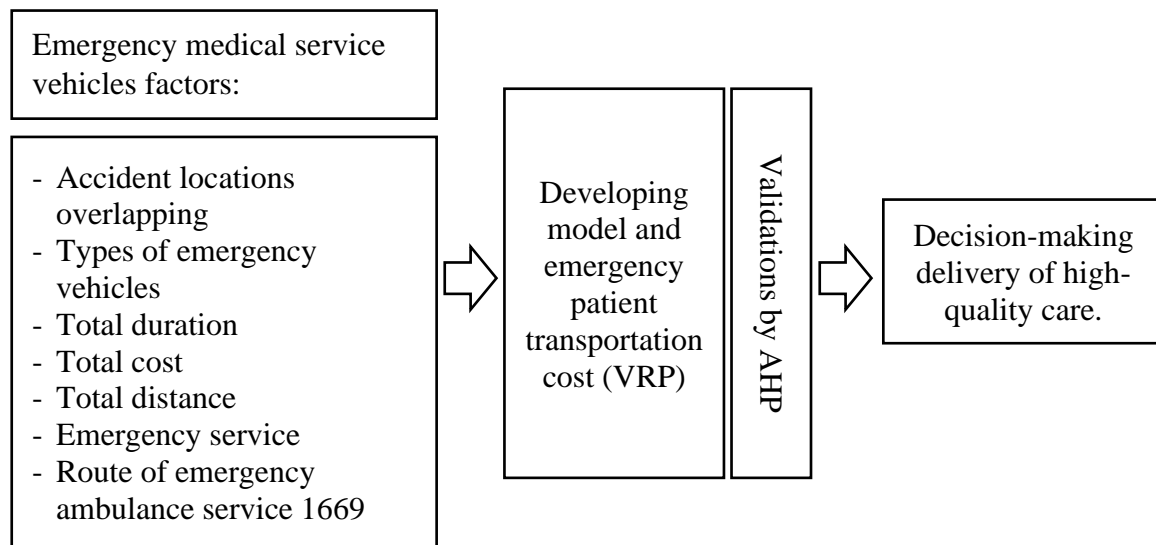 Emergency medical service
vehicles factors:
- Accident locations
overlapping
- Types of emergency
vehicles
- Total duration
- Total cost
- Total distance
- Emergency service
- Route of emergency
ambulance service 1669
Developing
model and
emergency
patient
transportation
cost (VRP)
Validations by AHP
Decision-making
delivery of high-
quality care.